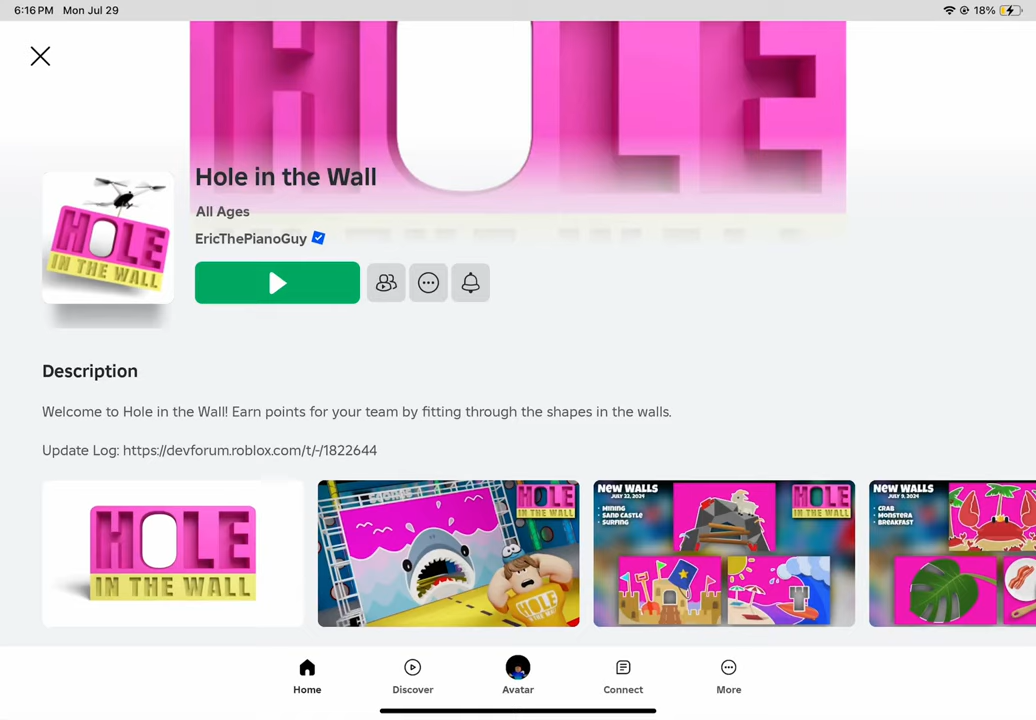 6:16 PM Mon Jul 29
18%
HOLE
Hole in the Wall
All Ages
EricThePianoGuy
HOLE
IN THE WALL
Description
Welcome to Hole in the Wall! Earn points for your team by fitting through the shapes in the walls.
Update Log: https://devforum.roblox.com/t/-/1822644
HOLE
IN THE WALL
HOLE
IN THE WALL
HOLE
IN THE WALL
NEW WALLS
JULY 22, 2024
• MINING
• SAND CASTLE
• SURFING
HOLE
IN THE WALL
NEW WALLS
JULY 9, 2024
• CRAB
• MONSTERA
• BREAKFAST
Home
Discover
Avatar
Connect
More